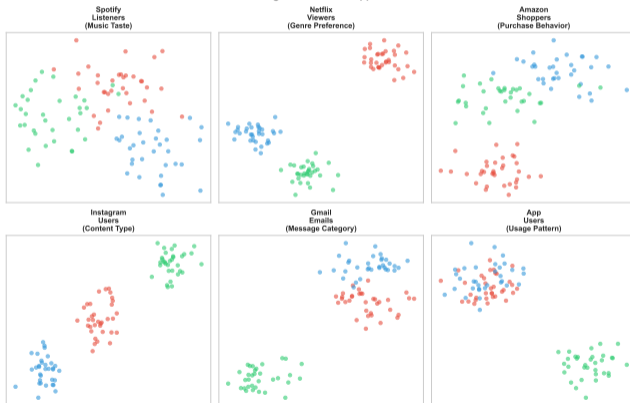 Spotify
Listeners
(Music Taste)
Netflix
Viewers
(Genre Preference)
Amazon
Shoppers
(Purchase Behavior)
Instagram
Users
(Content Type)
Gmail
Emails
(Message Category)
App
Users
(Usage Pattern)